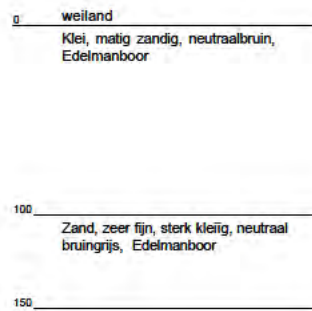 0 weiland
Klei, matig zandig, neutraalbruin,
Edelmanboor
100
Zand, zeer fijn, sterk kleiïg, neutraal
bruingrijs, Edelmanboor
150